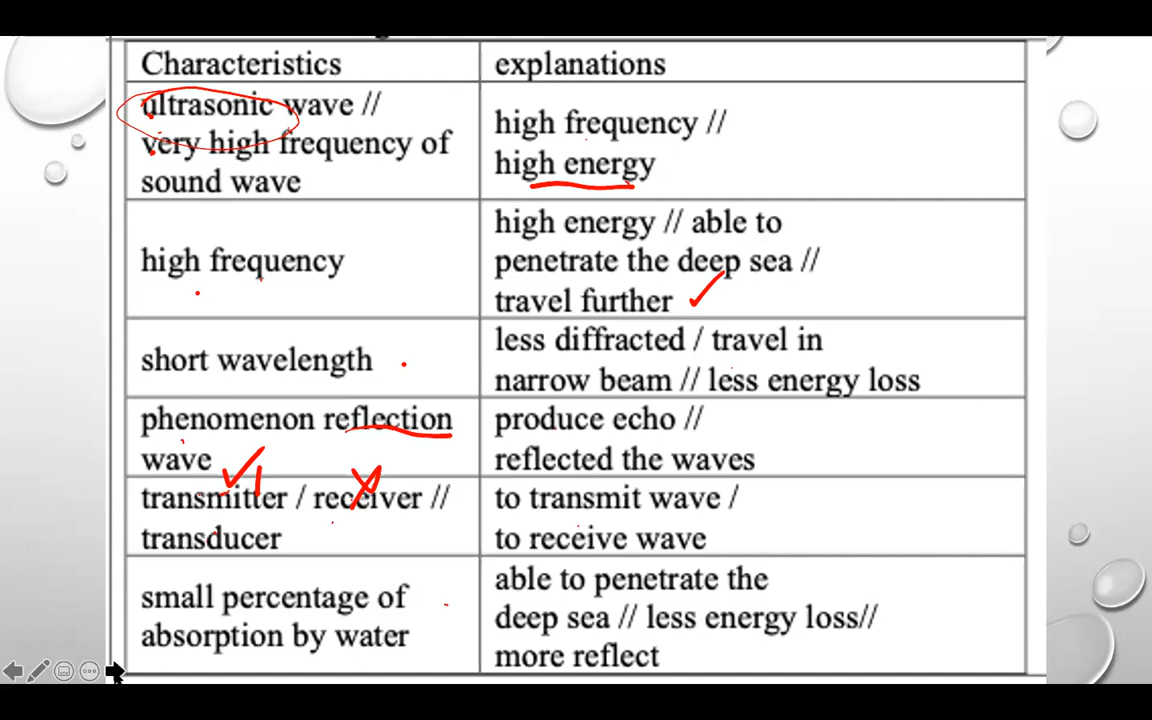 Characteristics
explanations
ultrasonic wave //
very high frequency of
sound wave
high frequency //
high energy
high frequency
high energy // able to
penetrate the deep sea //
travel further
short wavelength
less diffracted / travel in
narrow beam // less energy loss
phenomenon reflection
wave
produce echo //
reflected the waves
transmitter / receiver //
transducer
to transmit wave /
to receive wave
small percentage of
absorption by water
able to penetrate the
deep sea // less energy loss//
more reflect